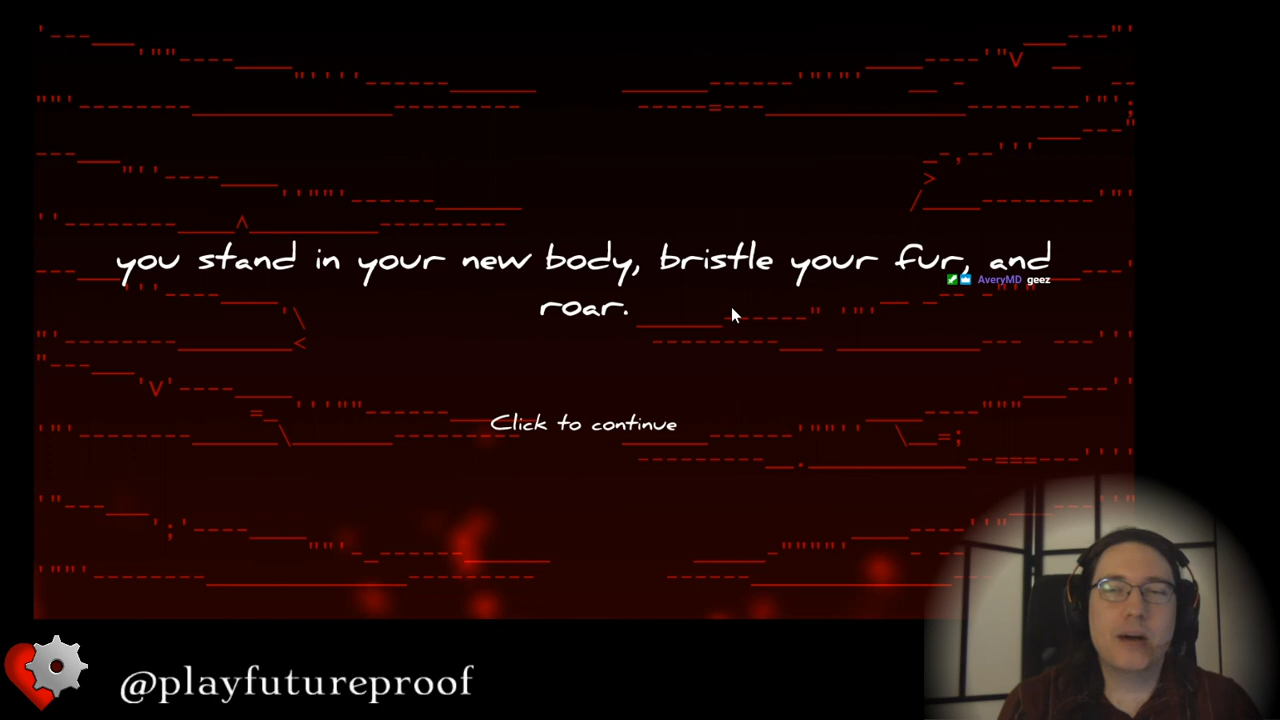 you stand in your new body, bristle your fur, and
AveryMD geez
roar.
Click to continue
@playfutureproof